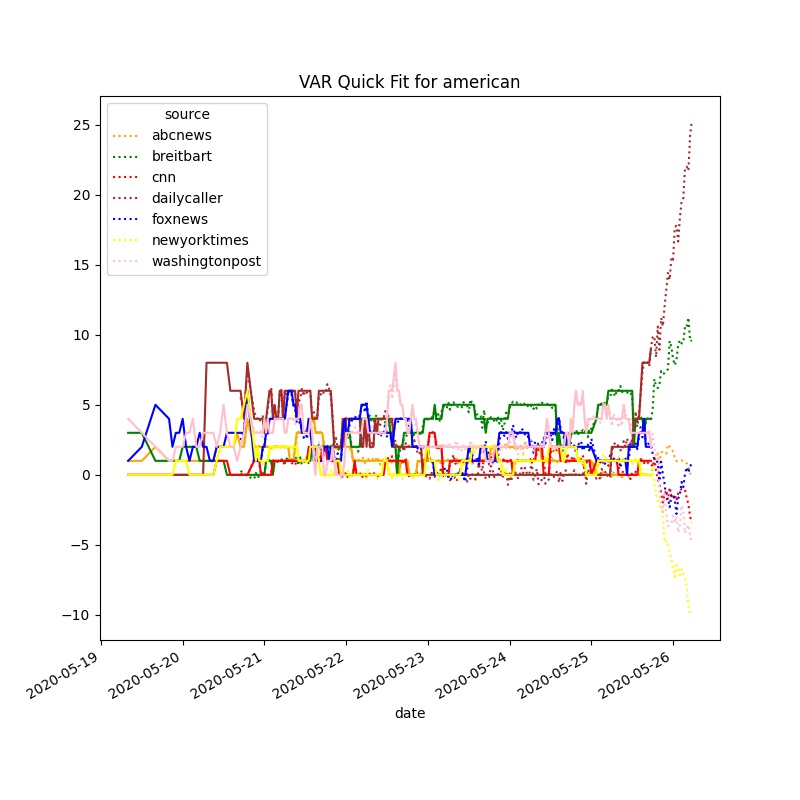 VAR Quick Fit for american
source
abcnews
breitbart
cnn
dailycaller
foxnews
newyorktimes
washingtonpost
25
20
15
10
5
0
−5
−10
2020-05-19
2020-05-20
2020-05-21
2020-05-22
2020-05-23
2020-05-24
2020-05-25
2020-05-26
date